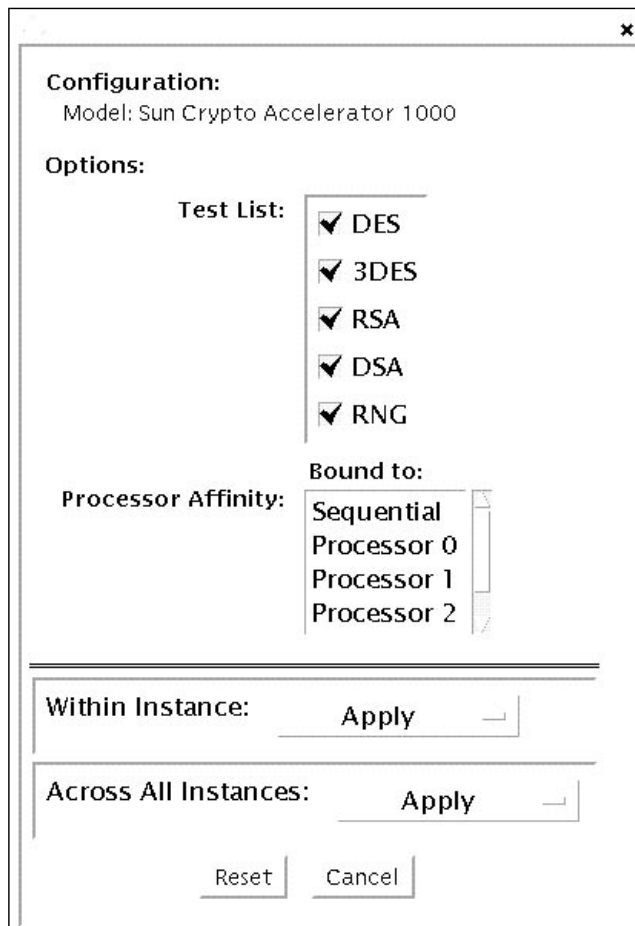 Configuration:
Model: Sun Crypto Accelerator 1000
Options:
Test List:
DES
3DES
RSA
DSA
RNG
Bound to:
Processor Affinity:
Sequential
Processor 0
Processor 1
Processor 2
Within Instance: Apply
Across All Instances: Apply
Reset Cancel